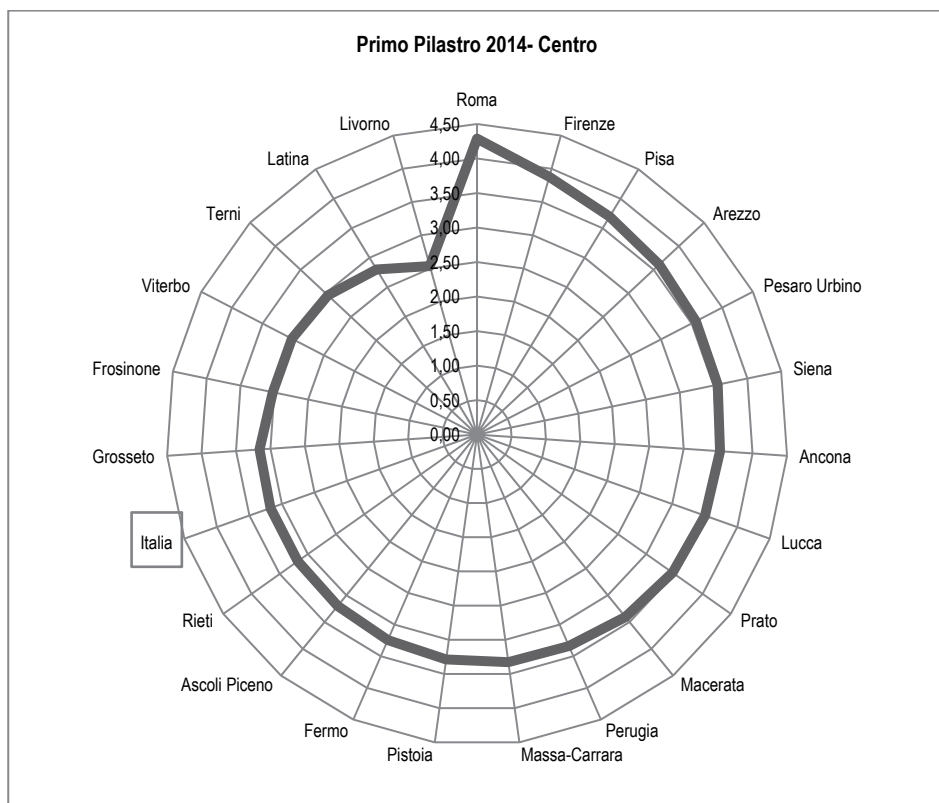 Primo Pilastro 2014- Centro
Roma
Firenze
Pisa
Arezzo
Pesaro Urbino
Siena
Ancona
Lucca
Prato
Macerata
Perugia
Massa-Carrara
Pistoia
Fermo
Ascoli Piceno
Rieti
Italia
Grosseto
Frosinone
Viterbo
Terni
Latina
Livorno
4,50
4,00
3,50
3,00
2,50
2,00
1,50
1,00
0,50
0,00